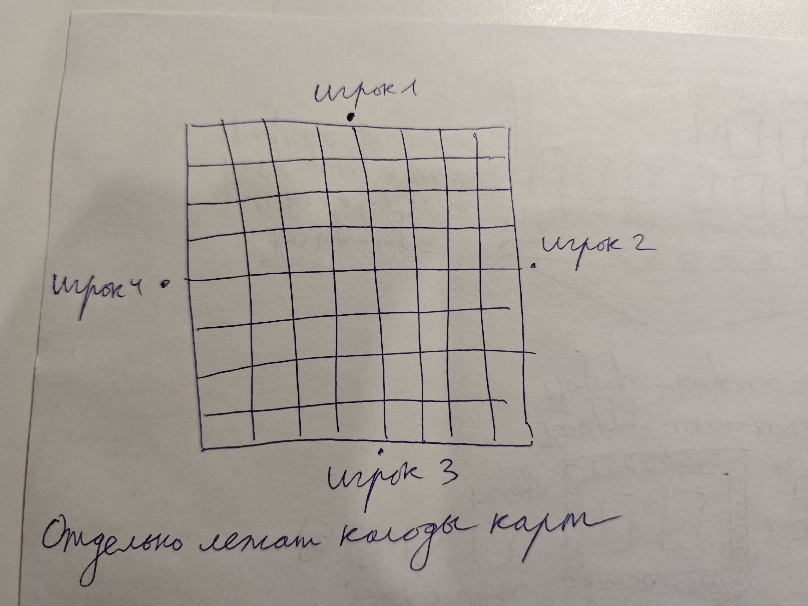 игрок 1
игрок 2
игрок 4
игрок 3
Отдельно лежат колоды карт